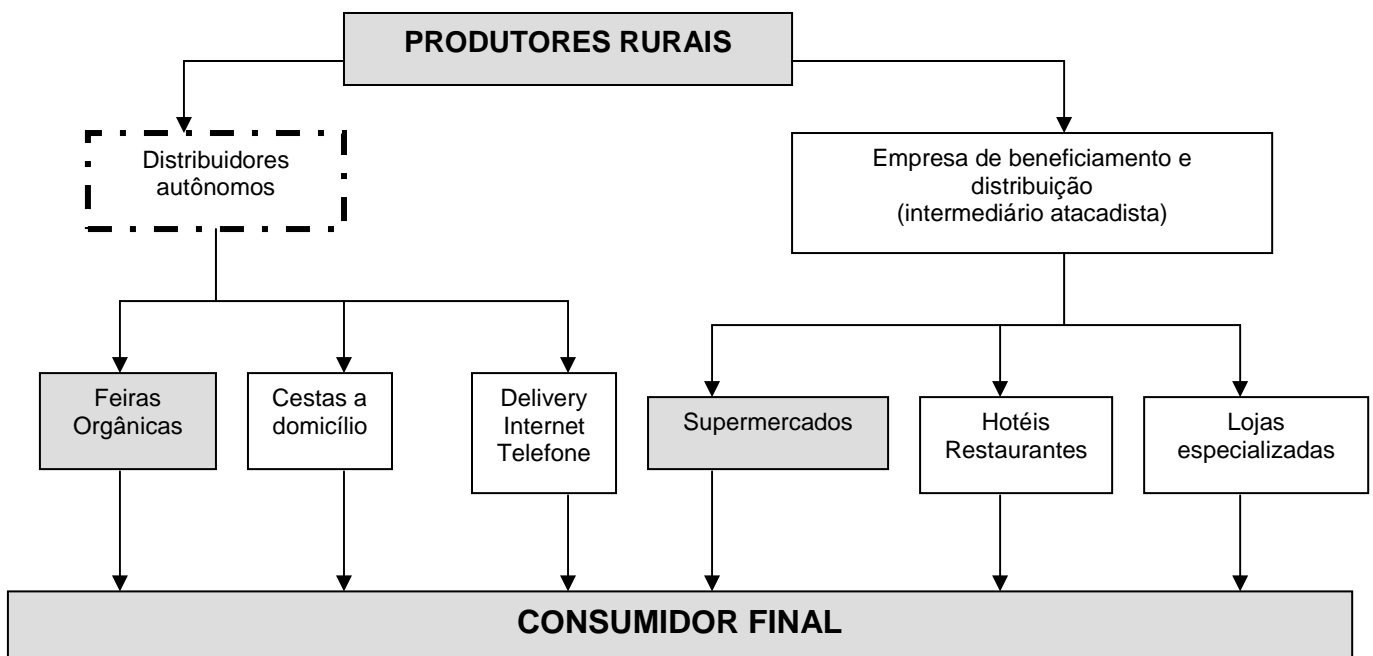 PRODUTORES RURAIS
Distribuidores
autônomos
Empresa de beneficiamento e
distribuição
(intermediário atacadista)
Feiras
Orgânicas
Cestas a
domicílio
Delivery
Internet
Telefone
Supermercados
Hotéis
Restaurantes
Lojas
especializadas
CONSUMIDOR FINAL